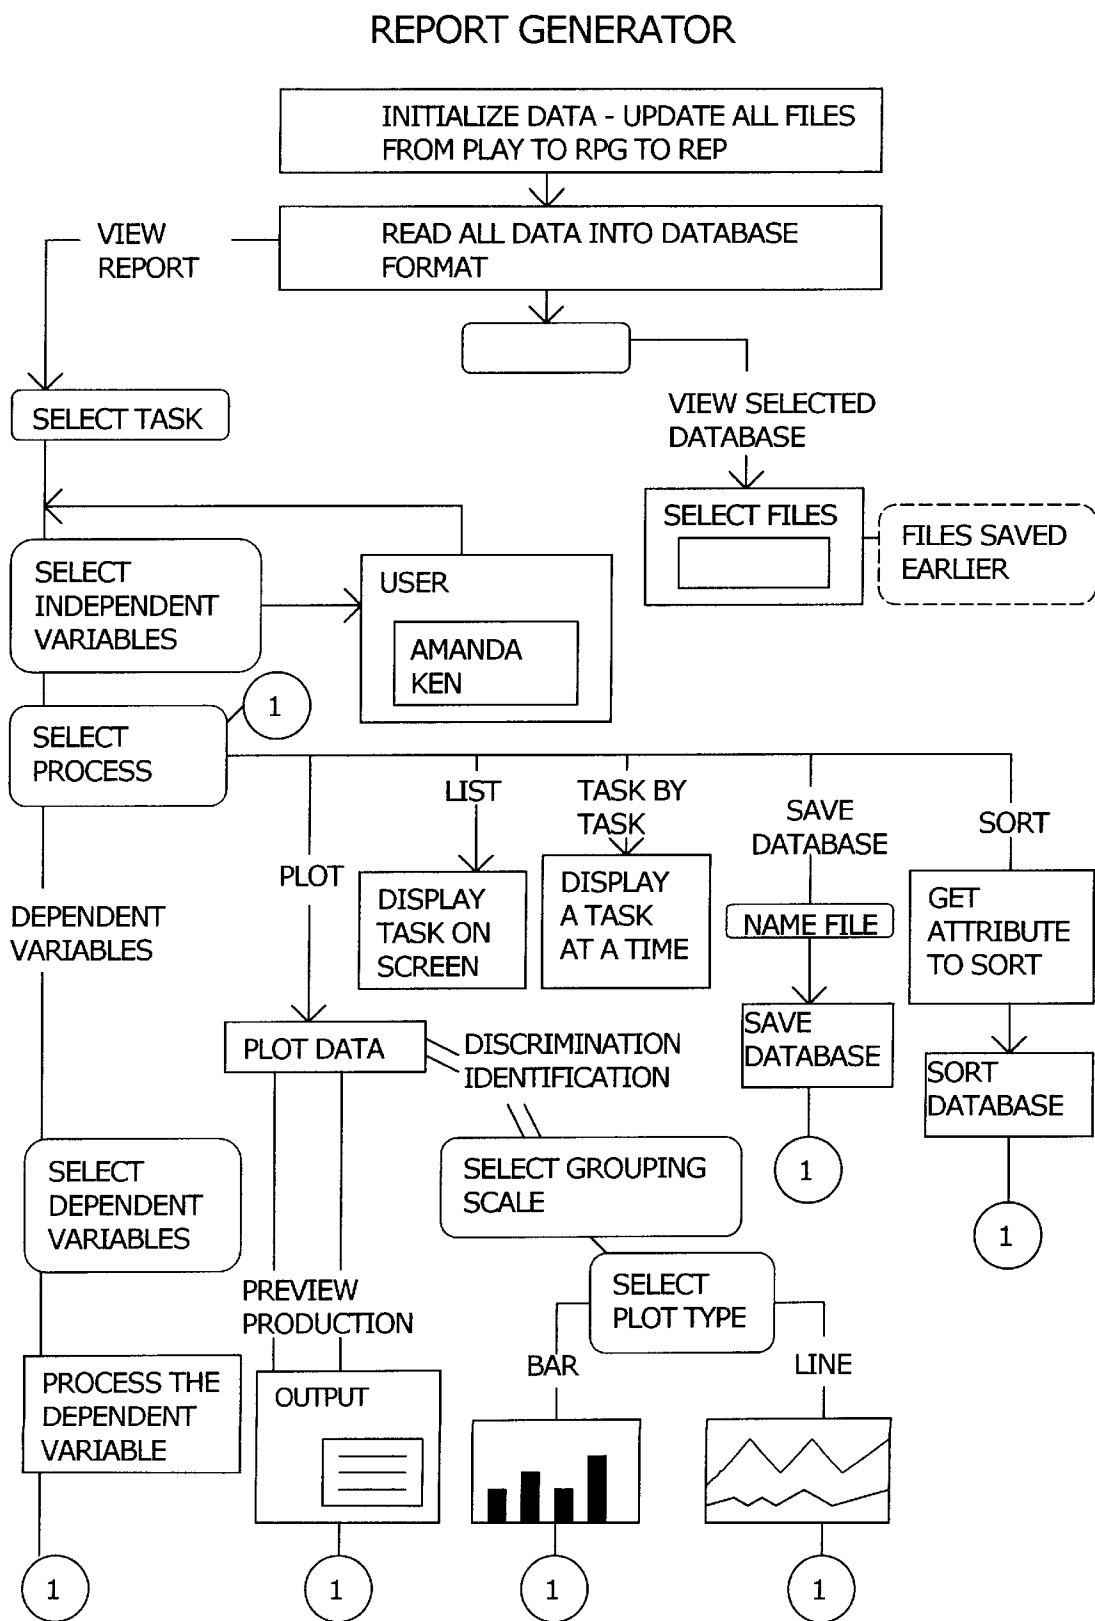 REPORT GENERATOR
INITIALIZE DATA - UPDATE ALL FILES
FROM PLAY TO RPG TO REP
VIEW
REPORT
READ ALL DATA INTO DATABASE
FORMAT
SELECT TASK
VIEW SELECTED
DATABASE
SELECT FILES
FILES SAVED
EARLIER
SELECT
INDEPENDENT
VARIABLES
USER
AMANDA
KEN
1
SELECT
PROCESS
PLOT
LIST
TASK BY
TASK
SAVE
DATABASE
SORT
DEPENDENT
VARIABLES
DISPLAY
TASK ON
SCREEN
DISPLAY
A TASK
AT A TIME
NAME FILE
GET
ATTRIBUTE
TO SORT
PLOT DATA
DISCRIMINATION
IDENTIFICATION
SAVE
DATABASE
SORT
DATABASE
SELECT
DEPENDENT
VARIABLES
SELECT GROUPING
SCALE
1
1
PREVIEW
PRODUCTION
SELECT
PLOT TYPE
BAR
LINE
PROCESS THE
DEPENDENT
VARIABLE
OUTPUT
1
1
1
1